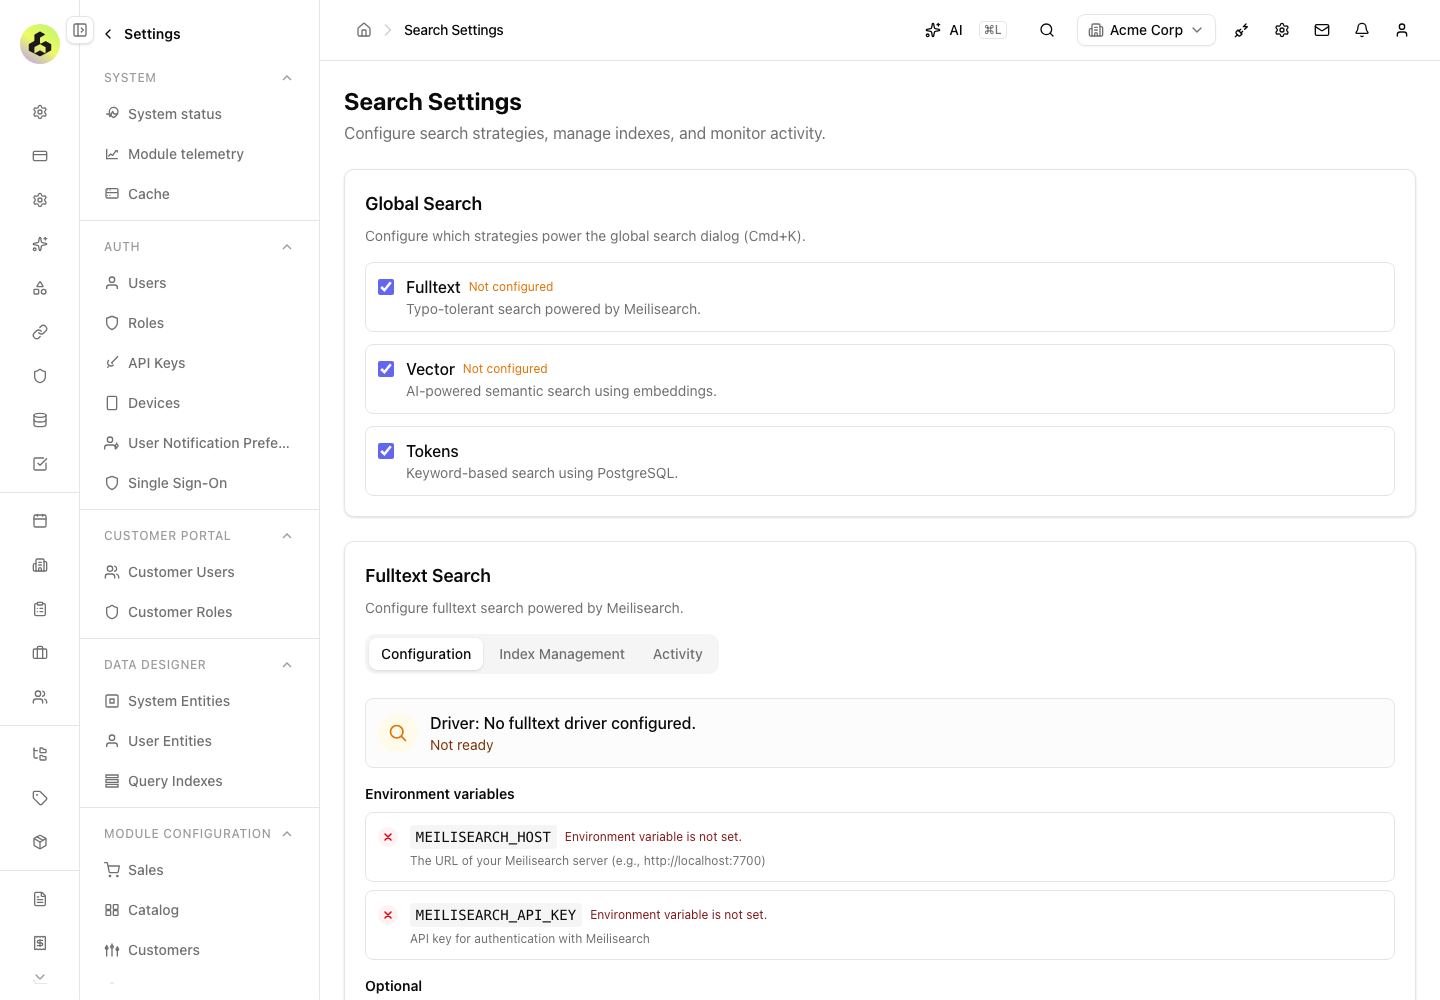 Settings
SYSTEM
System status
Module telemetry
Cache
AUTH
Users
Roles
API Keys
Devices
User Notification Prefe...
Single Sign-On
CUSTOMER PORTAL
Customer Users
Customer Roles
DATA DESIGNER
System Entities
User Entities
Query Indexes
MODULE CONFIGURATION
Sales
Catalog
Customers
Search Settings
AI ⌘L
Acme Corp
Search Settings
Configure search strategies, manage indexes, and monitor activity.
Global Search
Configure which strategies power the global search dialog (Cmd+K).
Fulltext Not configured
Typo-tolerant search powered by Meilisearch.
Vector Not configured
AI-powered semantic search using embeddings.
Tokens
Keyword-based search using PostgreSQL.
Fulltext Search
Configure fulltext search powered by Meilisearch.
Configuration Index Management Activity
Driver: No fulltext driver configured.
Not ready
Environment variables
MEILISEARCH_HOST Environment variable is not set.
The URL of your Meilisearch server (e.g., http://localhost:7700)
MEILISEARCH_API_KEY Environment variable is not set.
API key for authentication with Meilisearch
Optional